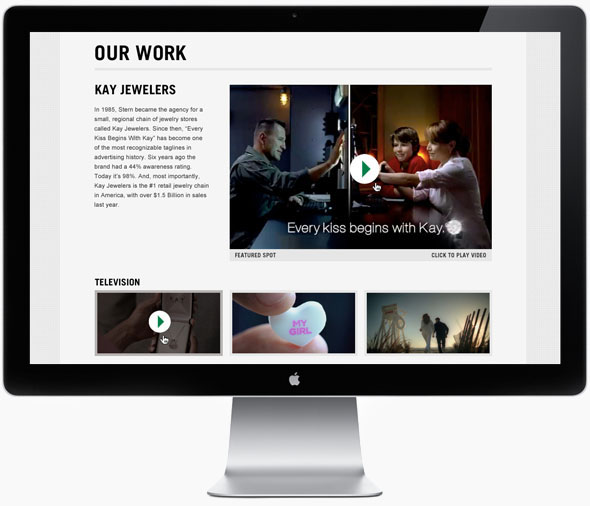 OUR WORK
KAY JEWELERS
In 1985, Stern became the agency for a
small, regional chain of jewelry stores
called Kay Jewelers. Since then, “Every
Kiss Begins With Kay” has become one
of the most recognizable taglines in
advertising history. Six years ago the
brand had a 44% awareness rating.
Today it’s 98%. And, most importantly,
Kay Jewelers is the #1 retail jewelry chain
in America, with over $1.5 Billion in sales
last year.
Every kiss begins with Kay.
FEATURED SPOT
CLICK TO PLAY VIDEO
TELEVISION
MY
GIRL